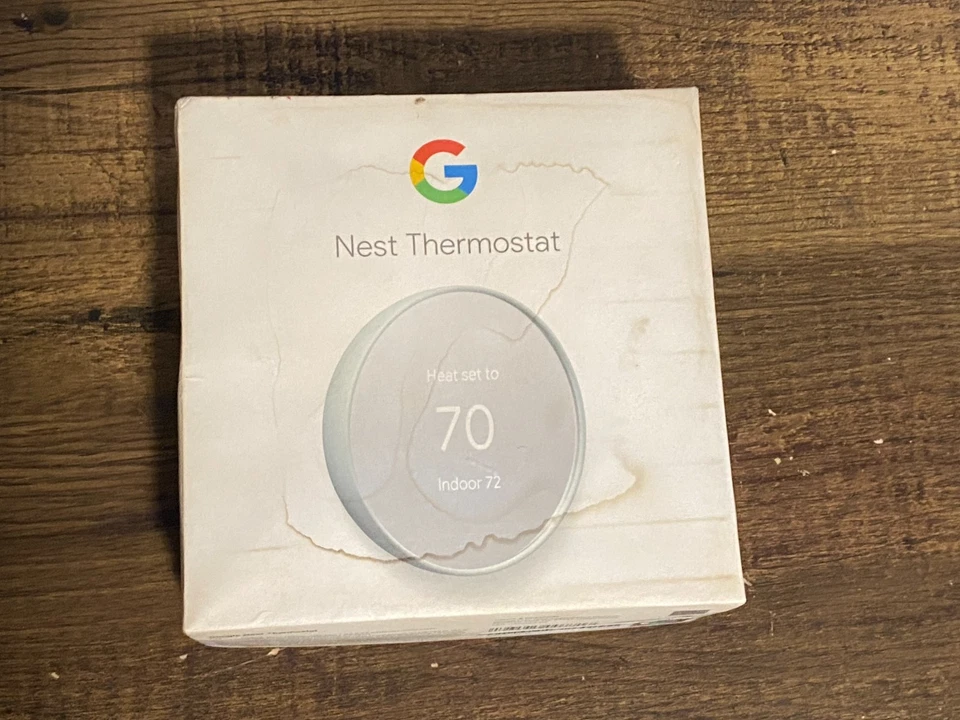 Nest Thermostat
Heat set to
70
Indoor 72